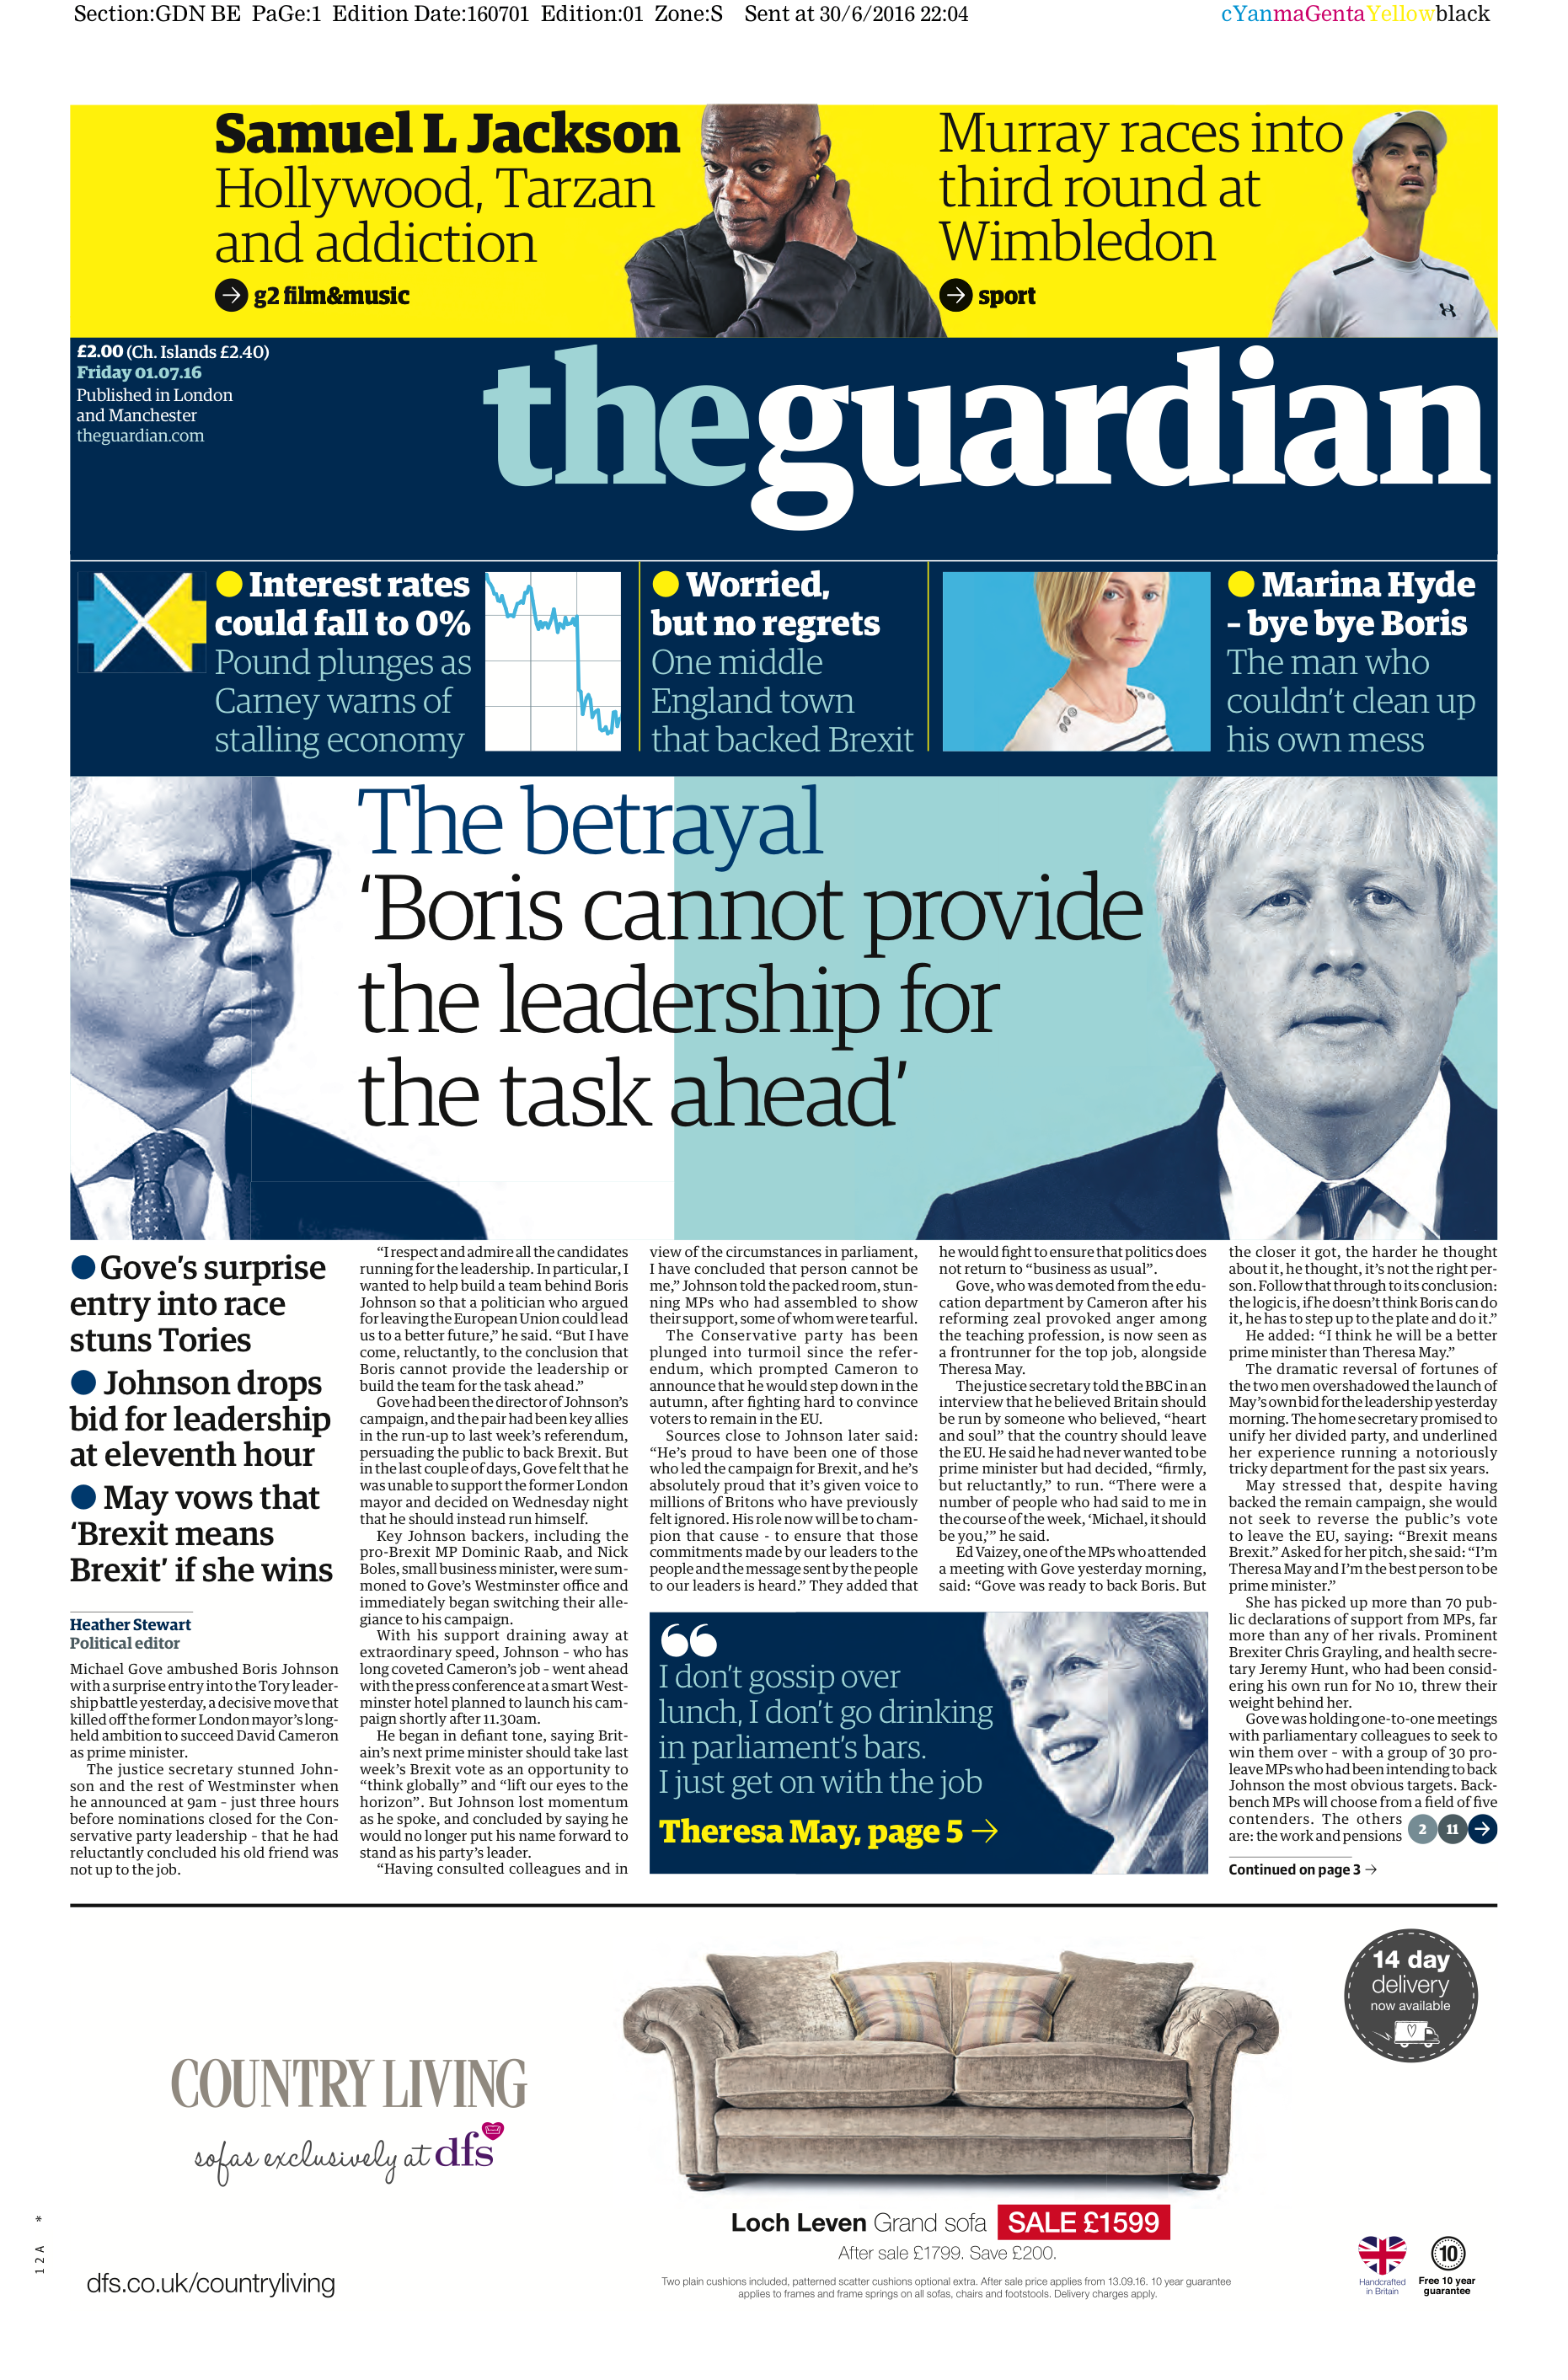 Section:GDN BE PaGe:1 Edition Date:160701 Edition:01 Zone:S Sent at 30/6/2016 22:04
cYanmaGentaYellowblack
Samuel L Jackson
Hollywood, Tarzan
and addiction
g2 film&music
Murray races into
third round at
Wimbledon
sport
£2.00 (Ch. Islands £2.40)
Friday 01.07.16
Published in London
and Manchester
theguardian.com
theguardian
Interest rates
could fall to 0%
Pound plunges as
Carney warns of
stalling economy
Worried,
but no regrets
One middle
England town
that backed Brexit
Marina Hyde
– bye bye Boris
The man who
couldn't clean up
his own mess
The betrayal
‘Boris cannot provide
the leadership for
the task ahead’
● Gove's surprise
entry into race
stuns Tories
● Johnson drops
bid for leadership
at eleventh hour
● May vows that
‘Brexit means
Brexit’ if she wins
Heather Stewart
Political editor
Michael Gove ambushed Boris Johnson
with a surprise entry into the Tory leader-
ship battle yesterday, a decisive move that
killed off the former London mayor's long-
held ambition to succeed David Cameron
as prime minister.
The justice secretary stunned John-
son and the rest of Westminster when
he announced at 9am – just three hours
before nominations closed for the Con-
servative party leadership – that he had
reluctantly concluded his old friend was
not up to the job.
“I respect and admire all the candidates
running for the leadership. In particular, I
wanted to help build a team behind Boris
Johnson so that a politician who argued
for leaving the European Union could lead
us to a better future,” he said. “But I have
come, reluctantly, to the conclusion that
Boris cannot provide the leadership or
build the team for the task ahead.”
Gove had been the director of Johnson's
campaign, and the pair had been key allies
in the run-up to last week's referendum,
persuading the public to back Brexit. But
in the last couple of days, Gove felt that he
was unable to support the former London
mayor and decided on Wednesday night
that he should instead run himself.
Key Johnson backers, including the
pro-Brexit MP Dominic Raab, and Nick
Boles, small business minister, were sum-
moned to Gove's Westminster office and
immediately began switching their alle-
giance to his campaign.
With his support draining away at
extraordinary speed, Johnson – who has
long coveted Cameron's job – went ahead
with the press conference at a smart West-
minster hotel planned to launch his cam-
paign shortly after 11.30am.
He began in defiant tone, saying Brit-
ain's next prime minister should take last
week's Brexit vote as an opportunity to
“think globally” and “lift our eyes to the
horizon”. But Johnson lost momentum
as he spoke, and concluded by saying he
would no longer put his name forward to
stand as his party's leader.
“Having consulted colleagues and in
view of the circumstances in parliament,
I have concluded that person cannot be
me,” Johnson told the packed room, stun-
ning MPs who had assembled to show
their support, some of whom were tearful.
The Conservative party has been
plunged into turmoil since the refer-
endum, which prompted Cameron to
announce that he would step down in the
autumn, after fighting hard to convince
voters to remain in the EU.
Sources close to Johnson later said:
“He's proud to have been one of those
who led the campaign for Brexit, and he's
absolutely proud that it's given voice to
millions of Britons who have previously
felt ignored. His role now will be to cham-
pion that cause - to ensure that those
commitments made by our leaders to the
people and the message sent by the people
to our leaders is heard.” They added that
he would fight to ensure that politics does
not return to “business as usual”.
Gove, who was demoted from the edu-
cation department by Cameron after his
reforming zeal provoked anger among
the teaching profession, is now seen as
a frontrunner for the top job, alongside
Theresa May.
The justice secretary told the BBC in an
interview that he believed Britain should
be run by someone who believed, “heart
and soul” that the country should leave
the EU. He said he had never wanted to be
prime minister but had decided, “firmly,
but reluctantly,” to run. “There were a
number of people who had said to me in
the course of the week, ‘Michael, it should
be you,’” he said.
Ed Vaizey, one of the MPs who attended
a meeting with Gove yesterday morning,
said: “Gove was ready to back Boris. But
the closer it got, the harder he thought
about it, he thought, it's not the right per-
son. Follow that through to its conclusion:
the logic is, if he doesn't think Boris can do
it, he has to step up to the plate and do it.”
He added: “I think he will be a better
prime minister than Theresa May.”
The dramatic reversal of fortunes of
the two men overshadowed the launch of
May's own bid for the leadership yesterday
morning. The home secretary promised to
unify her divided party, and underlined
her experience running a notoriously
tricky department for the past six years.
May stressed that, despite having
backed the remain campaign, she would
not seek to reverse the public's vote
to leave the EU, saying: “Brexit means
Brexit.” Asked for her pitch, she said: “I'm
Theresa May and I'm the best person to be
prime minister.”
She has picked up more than 70 pub-
lic declarations of support from MPs, far
more than any of her rivals. Prominent
Brexiter Chris Grayling, and health secre-
tary Jeremy Hunt, who had been consid-
ering his own run for No 10, threw their
weight behind her.
Gove was holding one-to-one meetings
with parliamentary colleagues to seek to
win them over – with a group of 30 pro-
leave MPs who had been intending to back
Johnson the most obvious targets. Back-
bench MPs will choose from a field of five
contenders. The others
are: the work and pensions
2 11 →
Continued on page 3 →
“
I don't gossip over
lunch, I don't go drinking
in parliament's bars.
I just get on with the job
Theresa May, page 5 →
14 day
delivery
now available
COUNTRY LIVING
sofas exclusively at dfs
Loch Leven Grand sofa SALE £1599
After sale £1799. Save £200.
dfs.co.uk/countryliving
Two plain cushions included, patterned scatter cushions optional extra. After sale price applies from 13.09.16. 10 year guarantee
applies to frames and frame springs on all sofas, chairs and footstools. Delivery charges apply.
Handcrafted
in Britain
10
Free 10 year
guarantee
12A *